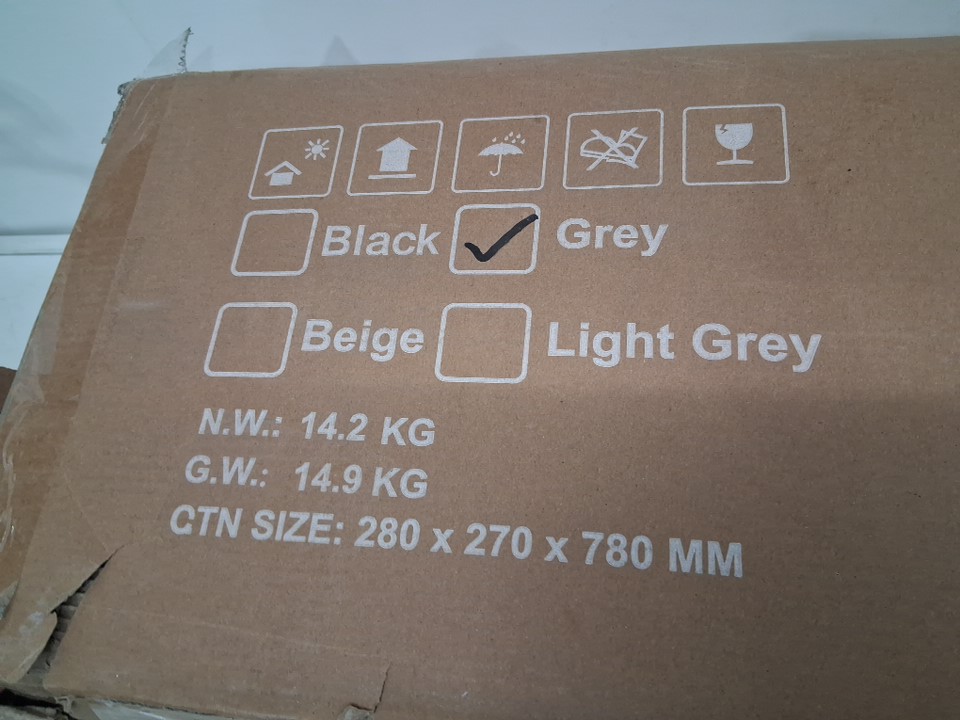 Black Grey
Beige Light Grey
N.W.: 14.2 KG
G.W.: 14.9 KG
CTN SIZE: 280 x 270 x 780 MM